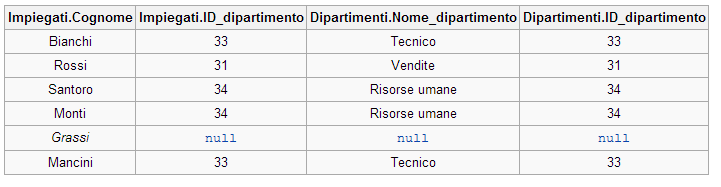 Impiegati.Cognome Impiegati.ID_dipartimento Dipartimenti.Nome_dipartimento Dipartimenti.ID_dipartimento
Bianchi 33 Tecnico 33
Rossi 31 Vendite 31
Santoro 34 Risorse umane 34
Monti 34 Risorse umane 34
Grassi null null null
Mancini 33 Tecnico 33